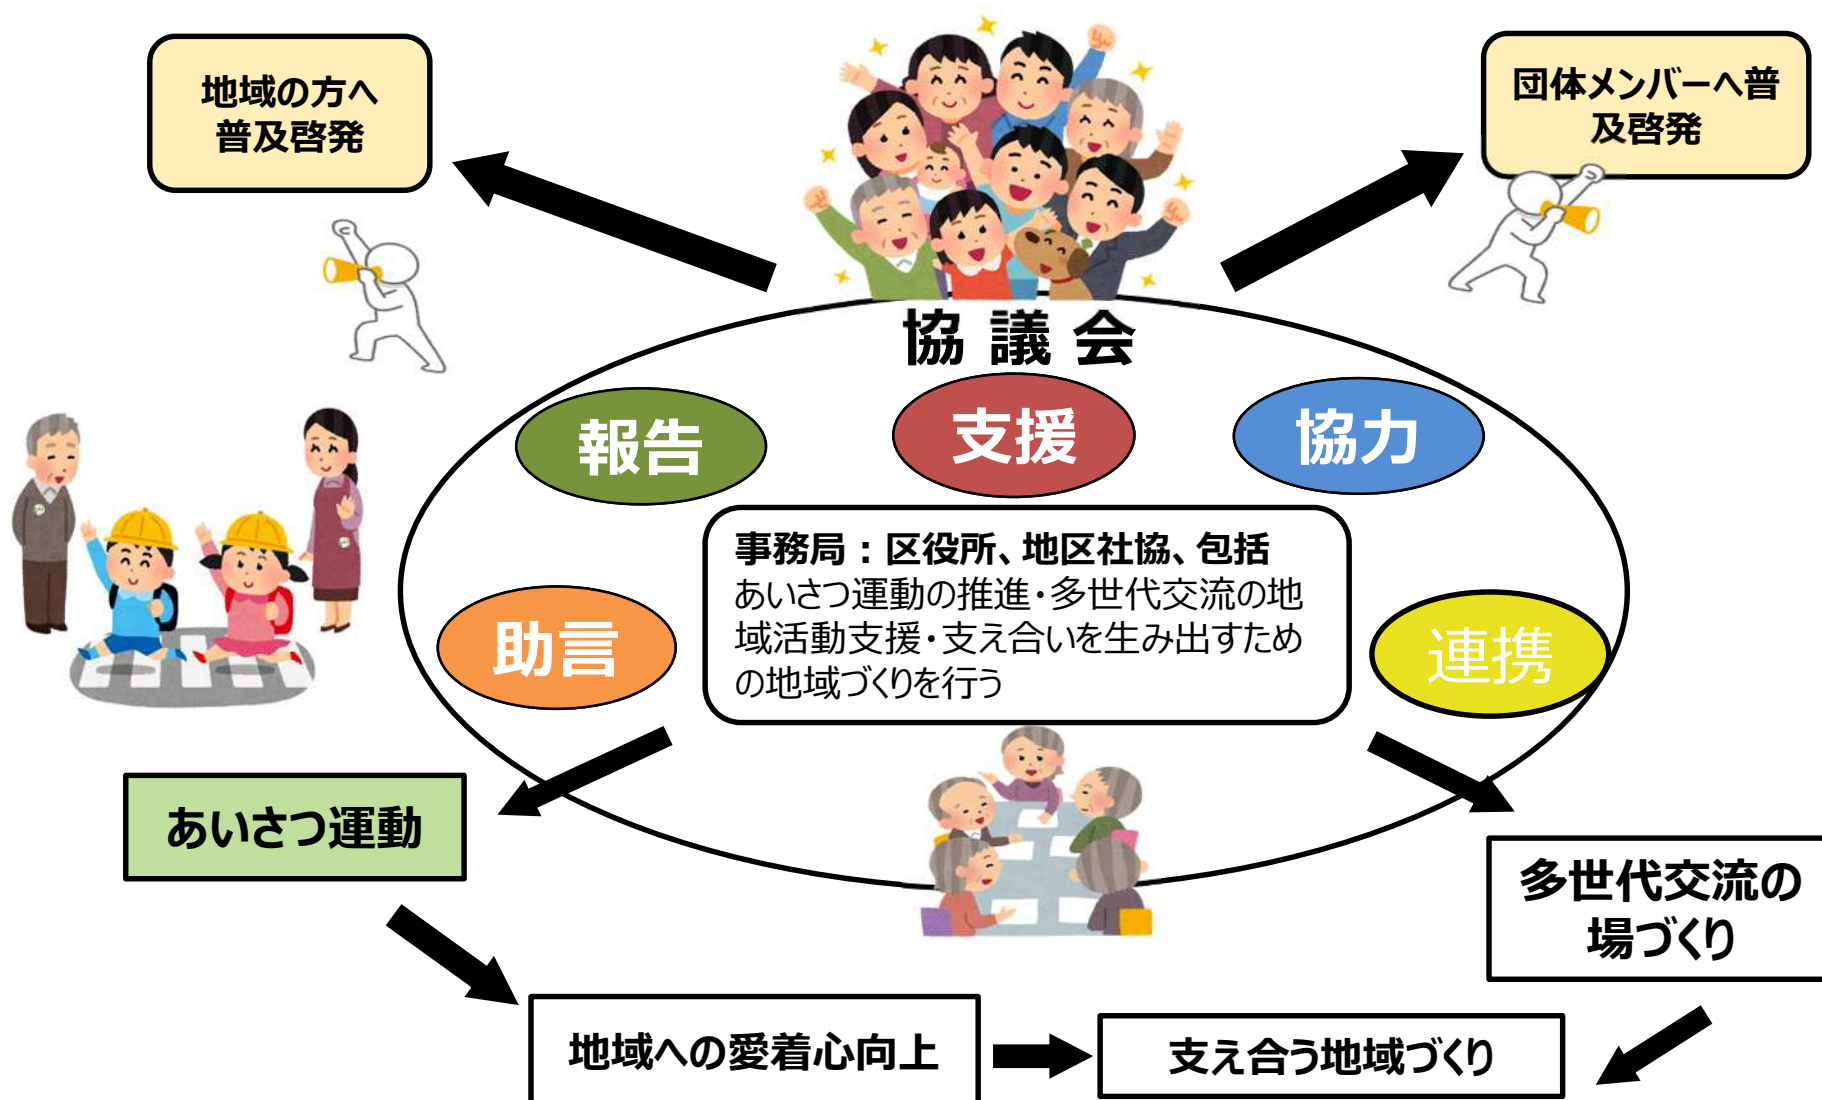 地域の方へ
普及啓発
団体メンバーへ普
及啓発
協 議 会
報告
支援
協力
事務局：区役所、地区社協、包括
あいさつ運動の推進・多世代交流の地
域活動支援・支え合いを生み出すため
の地域づくりを行う
助言
連携
あいさつ運動
多世代交流の
場づくり
地域への愛着心向上
支え合う地域づくり